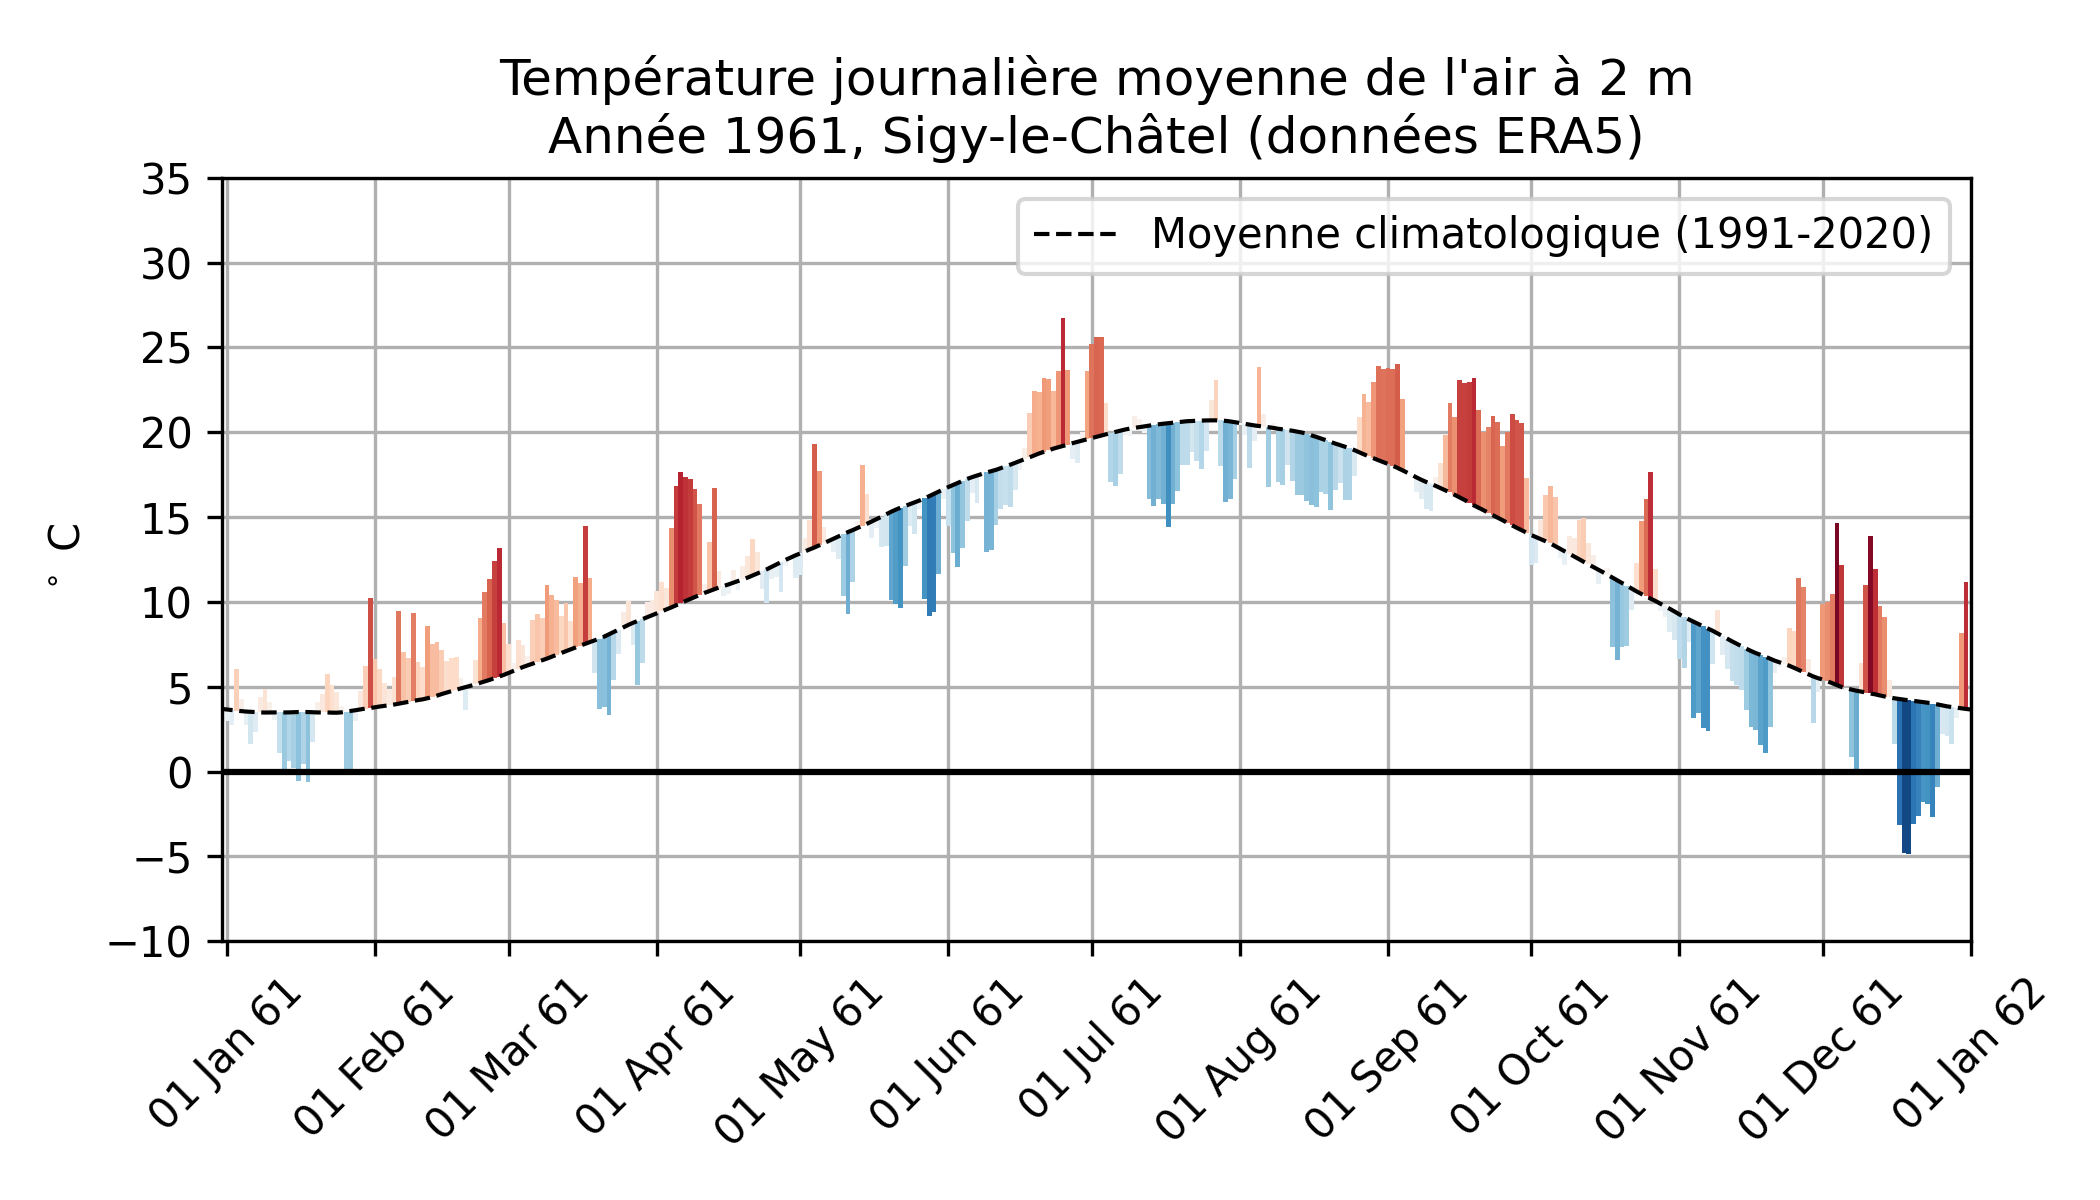 Température journalière moyenne de l'air à 2 m
Année 1961, Sigy-le-Châtel (données ERA5)
Moyenne climatologique (1991-2020)
° C
35
30
25
20
15
10
5
0
−5
−10
01 Jan 61
01 Feb 61
01 Mar 61
01 Apr 61
01 May 61
01 Jun 61
01 Jul 61
01 Aug 61
01 Sep 61
01 Oct 61
01 Nov 61
01 Dec 61
01 Jan 62